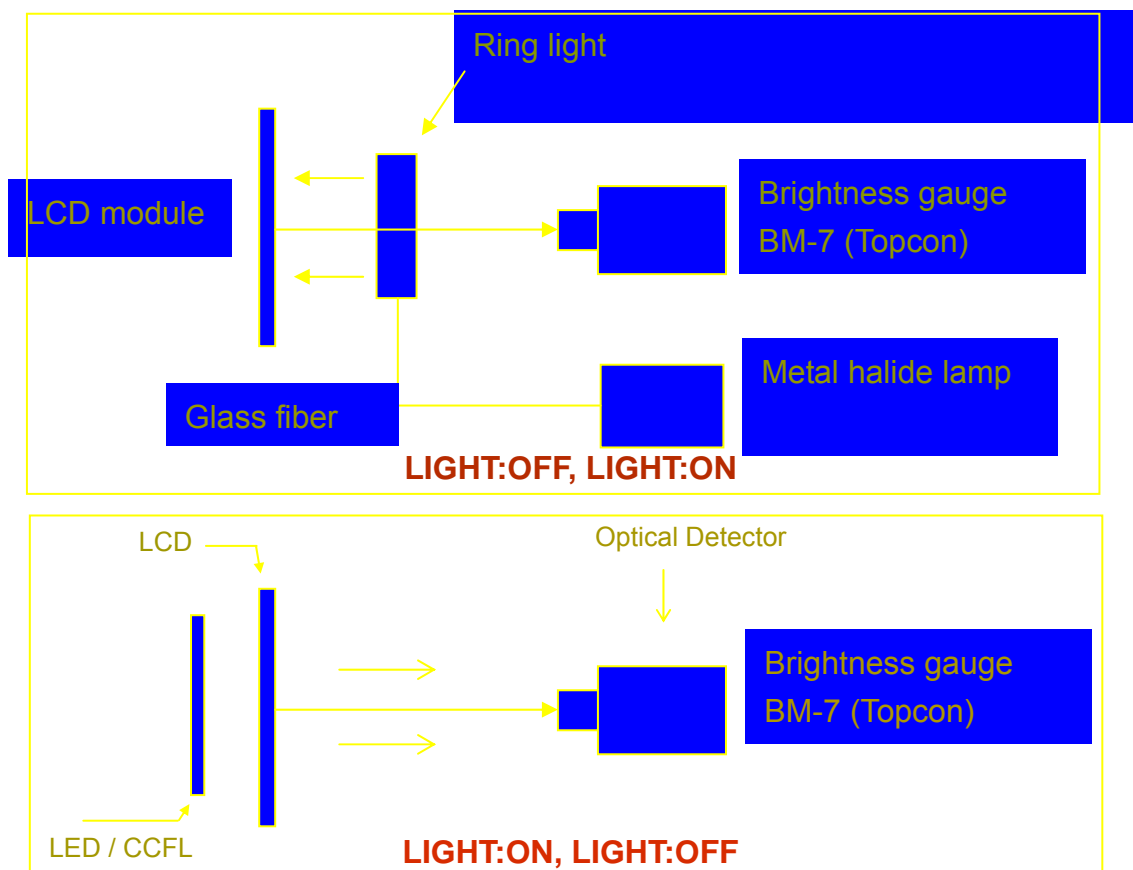 Ring light
LCD module
Brightness gauge
BM-7 (Topcon)
Metal halide lamp
Glass fiber
LIGHT:OFF, LIGHT:ON
LCD
Optical Detector
Brightness gauge
BM-7 (Topcon)
LED / CCFL
LIGHT:ON, LIGHT:OFF